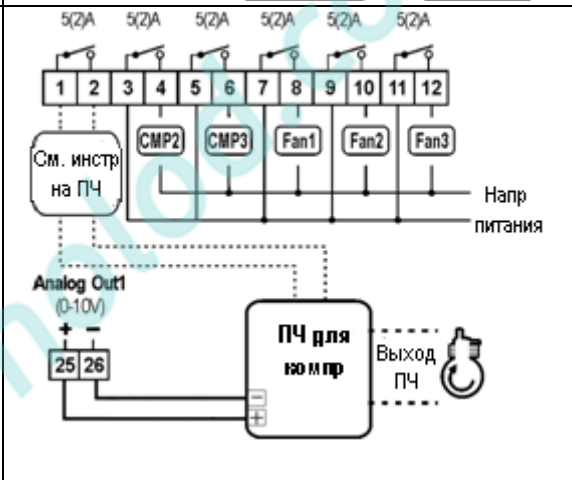 5(2)A 5(2)A 5(2)A 5(2)A 5(2)A 5(2)A
1 2 3 4 5 6 7 8 9 10 11 12
CMP2 CMP3 Fan1 Fan2 Fan3
См. инстр
на ПЧ
Напр
питания
Analog Out1
(0-10V)
+ −
25 26
ПЧ для
компр
−
+
Выход
ПЧ
holod.c